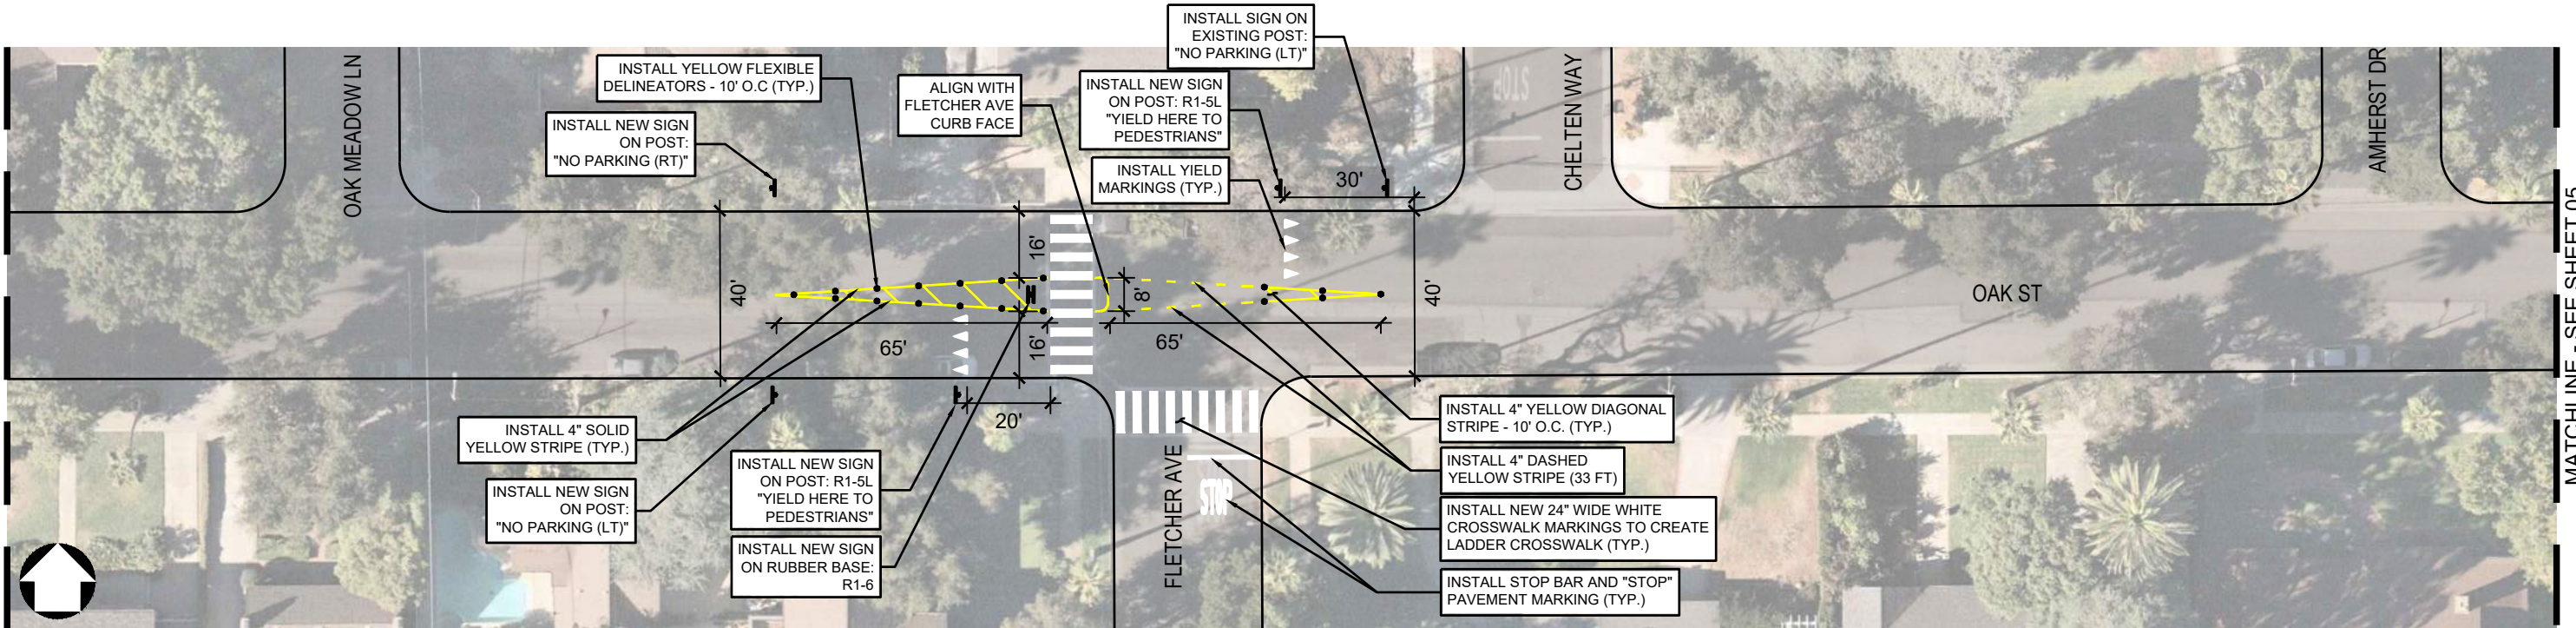 INSTALL SIGN ON
EXISTING POST:
"NO PARKING (LT)"
INSTALL YELLOW FLEXIBLE
DELINEATORS - 10' O.C (TYP.)
ALIGN WITH
FLETCHER AVE
CURB FACE
INSTALL NEW SIGN
ON POST: R1-5L
"YIELD HERE TO
PEDESTRIANS"
INSTALL NEW SIGN
ON POST:
"NO PARKING (RT)"
INSTALL YIELD
MARKINGS (TYP.)
OAK MEADOW LN
STOP
CHELTEN WAY
AMHERST DR
30'
40'
16'
16'
8'
40'
65'
65'
20'
OAK ST
MATCHLINE - SEE SHEET 05
INSTALL 4" SOLID
YELLOW STRIPE (TYP.)
INSTALL NEW SIGN
ON POST:
"NO PARKING (LT)"
INSTALL NEW SIGN
ON POST: R1-5L
"YIELD HERE TO
PEDESTRIANS"
INSTALL NEW SIGN
ON RUBBER BASE:
R1-6
FLETCHER AVE
STOP
INSTALL 4" YELLOW DIAGONAL
STRIPE - 10' O.C. (TYP.)
INSTALL 4" DASHED
YELLOW STRIPE (33 FT)
INSTALL NEW 24" WIDE WHITE
CROSSWALK MARKINGS TO CREATE
LADDER CROSSWALK (TYP.)
INSTALL STOP BAR AND "STOP"
PAVEMENT MARKING (TYP.)